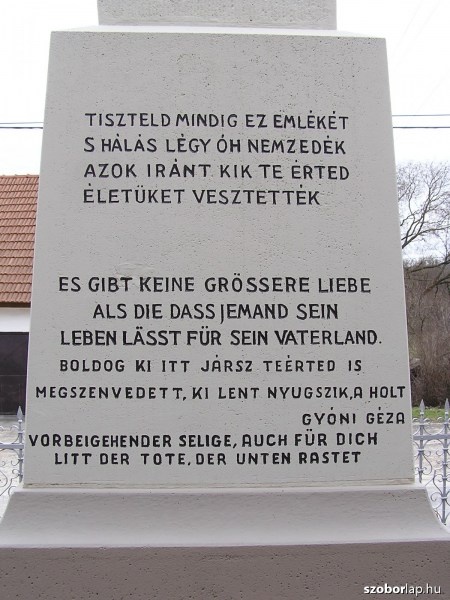 TISZTELD MINDIG EZ EMLÉKÉT
S HÁLÁS LÉGY ÓH NEMZEDÉK
AZOK IRÁNT KIK TE ÉRTED
ÉLETÜKET VESZTETTÉK
ES GIBT KEINE GRÖSSERE LIEBE
ALS DIE DASS JEMAND SEIN
LEBEN LÄSST FÜR SEIN VATERLAND.
BOLDOG KI ITT JÁRSZ TEÉRTED IS
MEGSZENVEDETT, KI LENT NYUGSZIK, A HOLT
GYÓNI GÉZA
VORBEIGEHENDER SELIGE, AUCH FÜR DICH
LITT DER TOTE, DER UNTEN RASTET
szoborlap.hu